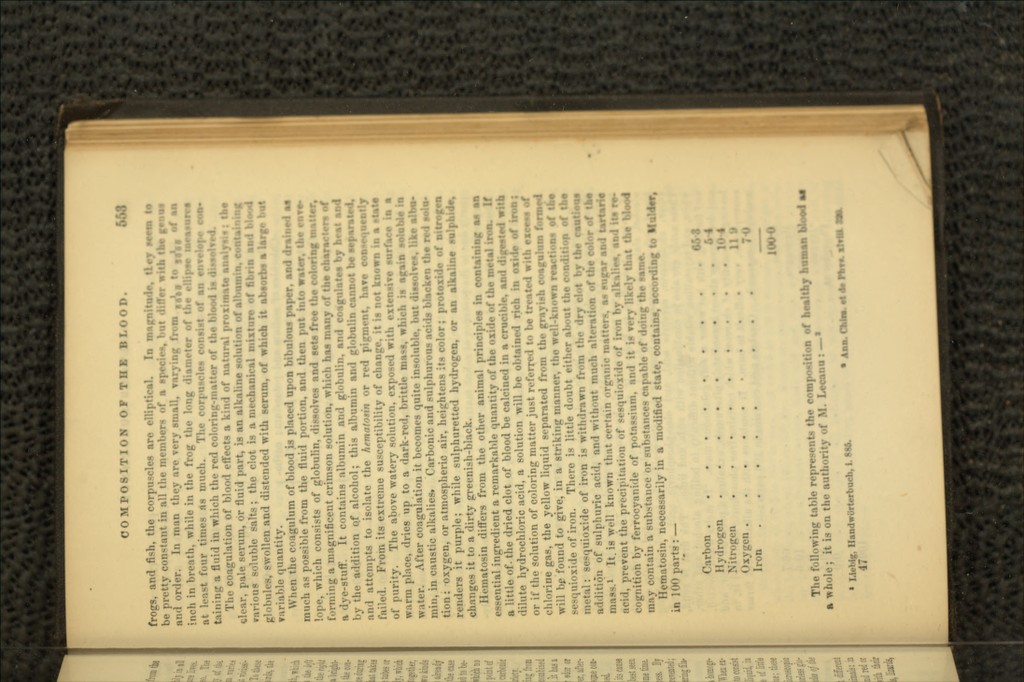 COMPOSITION OF THE BLOOD. 553
frogs, and fish, the corpuscles are elliptical. In magnitude, they seem to
be pretty constant in all the members of a species, but differ with the genus
and order. In man they are very small, varying from to of an
inch in breadth, while in the frog the long diameter of the ellipse measures
at least four times as much. The corpuscles consist of an envelope con-
taining a fluid in which the red coloring-matter of the blood is dissolved.
The coagulation of blood effects a kind of natural proximate analysis; the
clear, pale serum, or fluid part, is an alkaline solution of albumin, containing
various soluble salts; the clot is a mechanical mixture of fibrin and blood
globules, swollen and distended with serum, of which it absorbs a large but
variable quantity.
When the coagulum of blood is placed upon bibulous paper, and drained as
much as possible from the fluid portion, and then put into water, the enve-
lope, which consists of globulin, dissolves and sets free the coloring matter,
forming a magnificent crimson solution, which has many of the characters of
a dye-stuff. It contains albumin and globulin, and coagulates by heat and
by the addition of alcohol; this albumin and globulin cannot be separated,
and attempts to isolate the hematosin or red pigment, have consequently
failed. From its extreme susceptibility of change, it is not known in a state
of purity. The above watery solution, exposed with extensive surface in a
warm place, dries up to a dark-red, brittle mass, which is again soluble in
water. After coagulation it becomes quite insoluble, but dissolves, like albu-
min, in caustic alkalies. Carbonic and sulphurous acids blacken the red solu-
tion; oxygen, or atmospheric air, heightens its color; protoxide of nitrogen
renders it purple; while sulphuretted hydrogen, or an alkaline sulphide,
changes it to a dirty greenish-black.
Hematosin differs from the other animal principles in containing as an
essential ingredient a remarkable quantity of the oxide of the metal iron. If
a little of the dried clot of blood be calcined in a crucible, and digested with
dilute hydrochloric acid, a solution will be obtained rich in oxide of iron;
or if the solution of coloring matter just referred to be treated with excess of
chlorine gas, the yellow liquid separated from the grayish coagulum formed
will be found to give, in a striking manner, the well-known reactions of the
sesquioxide of iron. There is little doubt either about the condition of the
metal; sesquioxide of iron is withdrawn from the dry clot by the cautious
addition of sulphuric acid, and without much alteration of the color of the
mass.¹ It is well known that certain organic matters, as sugar and tartaric
acid, prevent the precipitation of sesquioxide of iron by alkalies, and its re-
cognition by ferrocyanide of potassium, and it is very likely that the blood
may contain a substance or substances capable of doing the same.
Hematosin, necessarily in a modified state, contains, according to Mulder,
in 100 parts:—
Carbon . . . . . . . . 65·3
Hydrogen . . . . . . . 5·4
Nitrogen . . . . . . . 10·4
Oxygen . . . . . . . . 11·9
Iron . . . . . . . . 7·0
100·0
The following table represents the composition of healthy human blood as
a whole; it is on the authority of M. Lecanu:—²
¹ Liebig, Handwörterbuch, i. 885. ² Ann. Chim. et de Phys. xlviii. 320.
47